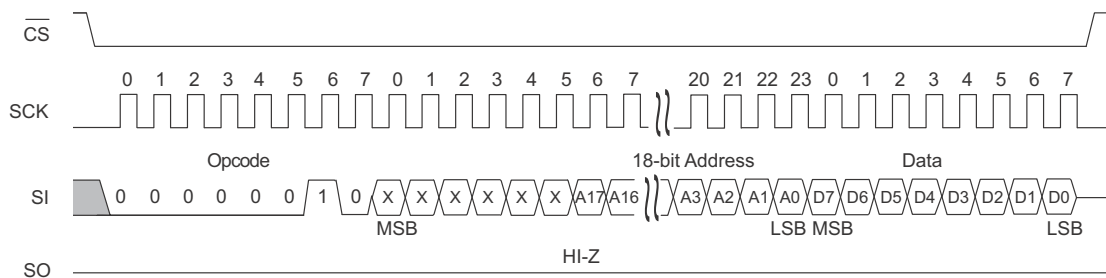 CS
0 1 2 3 4 5 6 7 0 1 2 3 4 5 6 7 20 21 22 23 0 1 2 3 4 5 6 7
SCK
Opcode 18-bit Address Data
SI 0 0 0 0 0 0 1 0 X X X X X X A17 A16 A3 A2 A1 A0 D7 D6 D5 D4 D3 D2 D1 D0
MSB LSB MSB LSB
HI-Z
SO